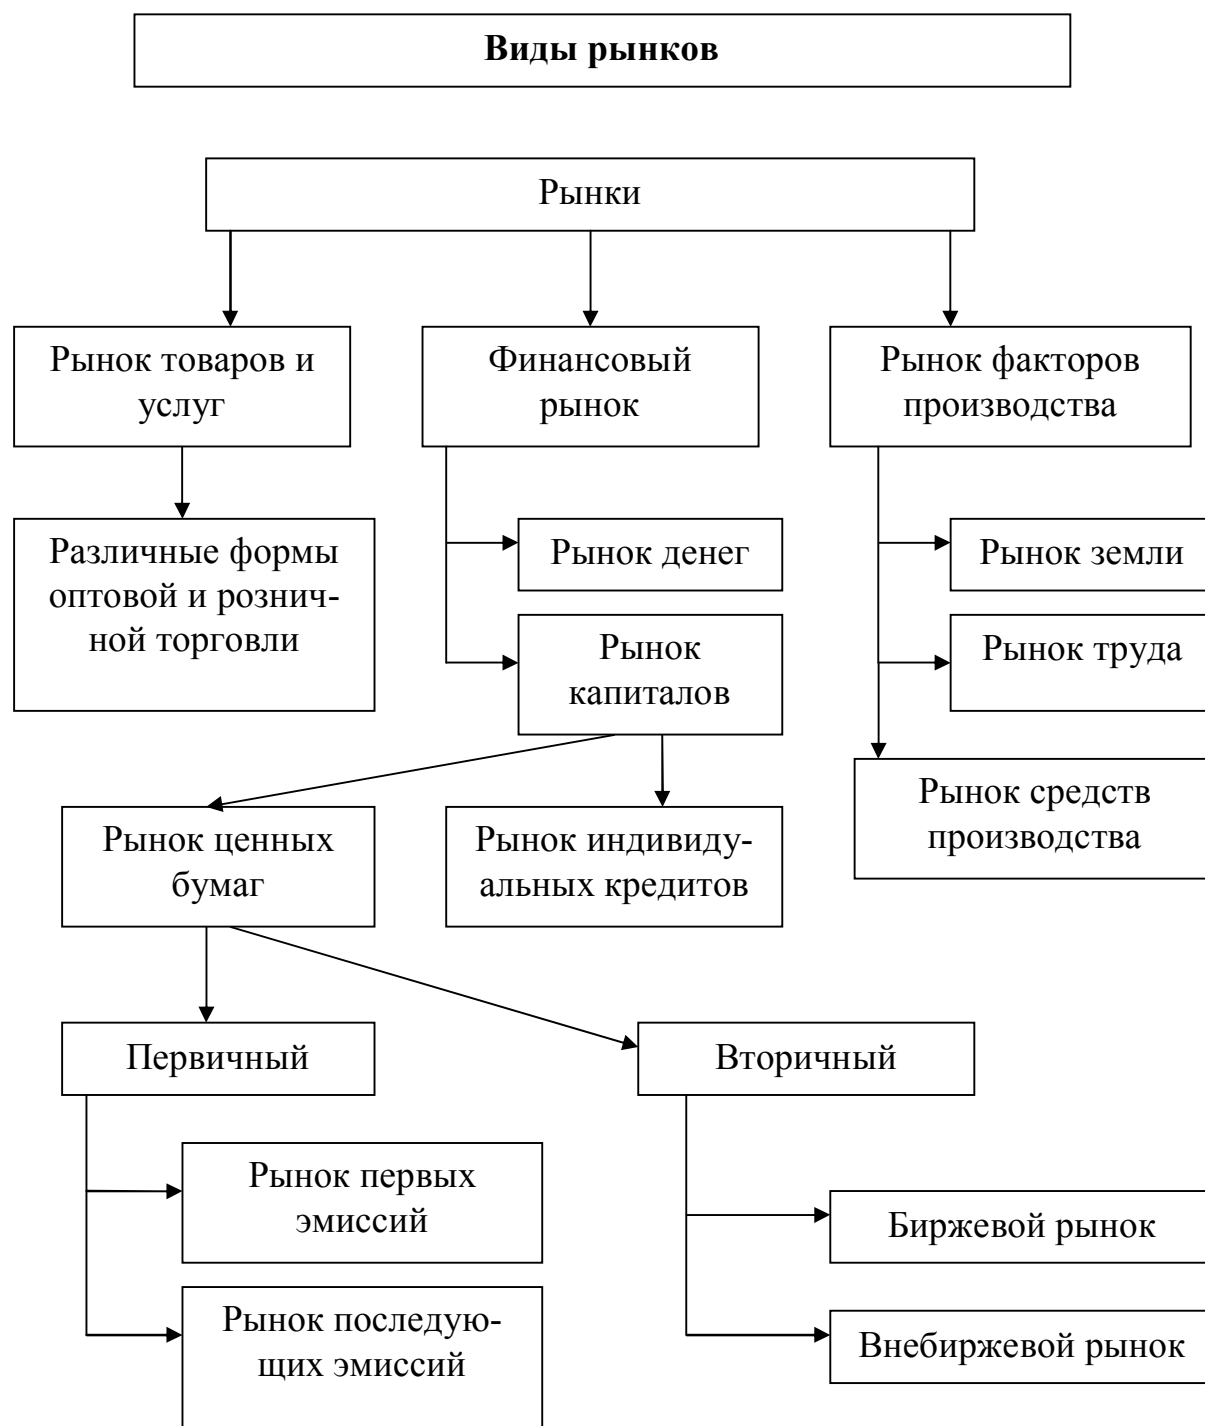 Виды рынков
Рынки
Рынок товаров и
услуг
Финансовый
рынок
Рынок факторов
производства
Различные формы
оптовой и рознич-
ной торговли
Рынок денег
Рынок земли
Рынок
капиталов
Рынок труда
Рынок средств
производства
Рынок ценных
бумаг
Рынок индивиду-
альных кредитов
Первичный
Вторичный
Рынок первых
эмиссий
Биржевой рынок
Рынок последую-
щих эмиссий
Внебиржевой рынок